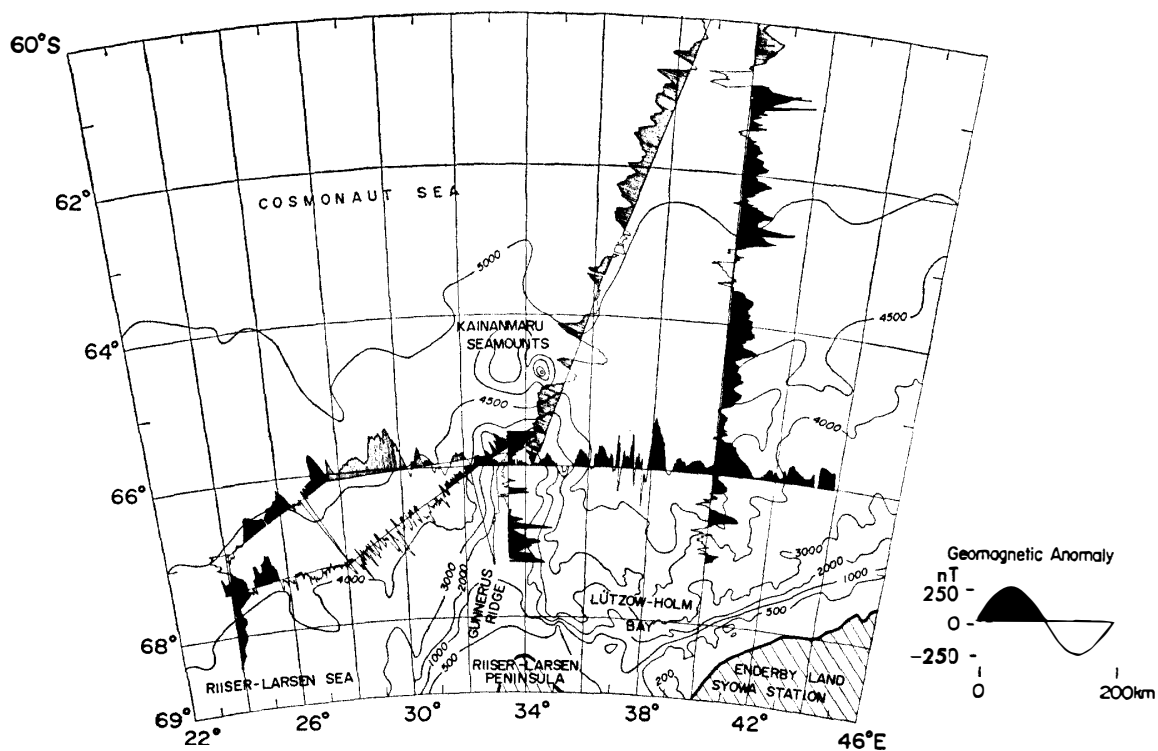 60°S
62°
COSMONAUT SEA
5000
4500
64°
KAINANMARU
SEAMOUNTS
4500
4000
66°
4000
3000
2000
3000
2000
1000
500
GUNNERUS
RIDGE
LÜTZOW-HOLM
BAY
68°
1000
500
RIISER-LARSEN SEA
RIISER-LARSEN
PENINSULA
200
ENDERBY LAND
SYOWA STATION
69°
22°
26°
30°
34°
38°
42°
46°E
Geomagnetic Anomaly
nT
250
0
-250
0
200km